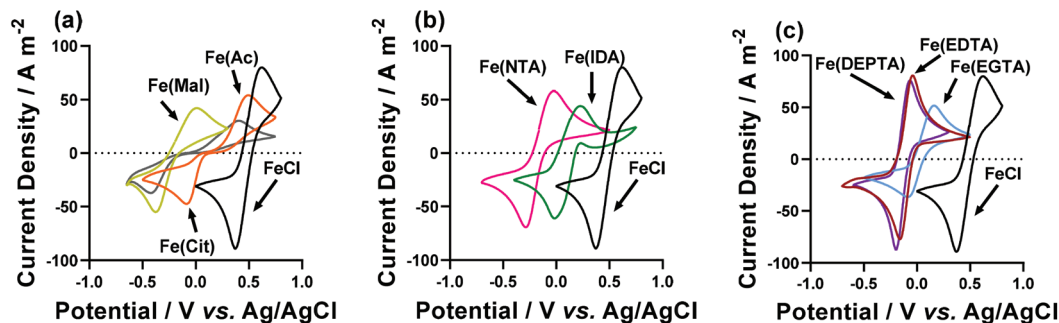 (a)
Current Density / A m⁻²
100
50
0
-50
-100
-1.0
-0.5
0.0
0.5
1.0
Potential / V vs. Ag/AgCl
Fe(Ac)
Fe(Mal)
FeCl
Fe(Cit)
(b)
Current Density / A m⁻²
100
50
0
-50
-100
-1.0
-0.5
0.0
0.5
1.0
Potential / V vs. Ag/AgCl
Fe(NTA)
Fe(IDA)
FeCl
(c)
Current Density / A m⁻²
100
50
0
-50
-100
-1.0
-0.5
0.0
0.5
1.0
Potential / V vs. Ag/AgCl
Fe(EDTA)
Fe(DEPTA)
Fe(EGTA)
FeCl